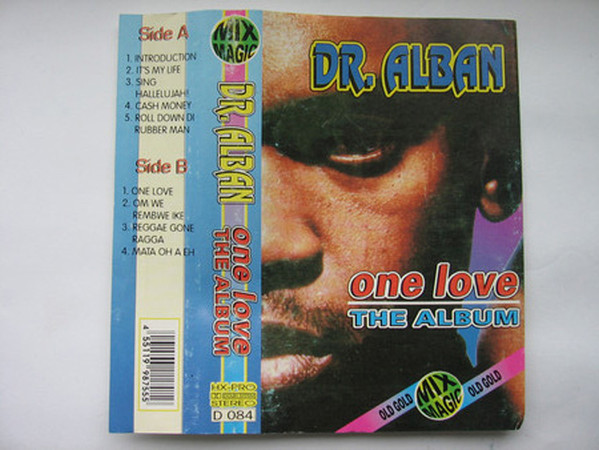 Side A
1. INTRODUCTION
2. IT'S MY LIFE
3. SING
HALLELUJAH!
4. CASH MONEY
5. ROLL DOWN DI
RUBBER MAN
Side B
1. ONE LOVE
2. OM WE
REMBWE IKE
3. REGGAE GONE
RAGGA
4. MATA OH A EH
4 55119 987555
MIX
MAGIC
DR. ALBAN
one love
THE ALBUM
HX-PRO
STEREO
D 084
DR. ALBAN
one love
THE ALBUM
OLD GOLD
MIX
MAGIC
OLD GOLD